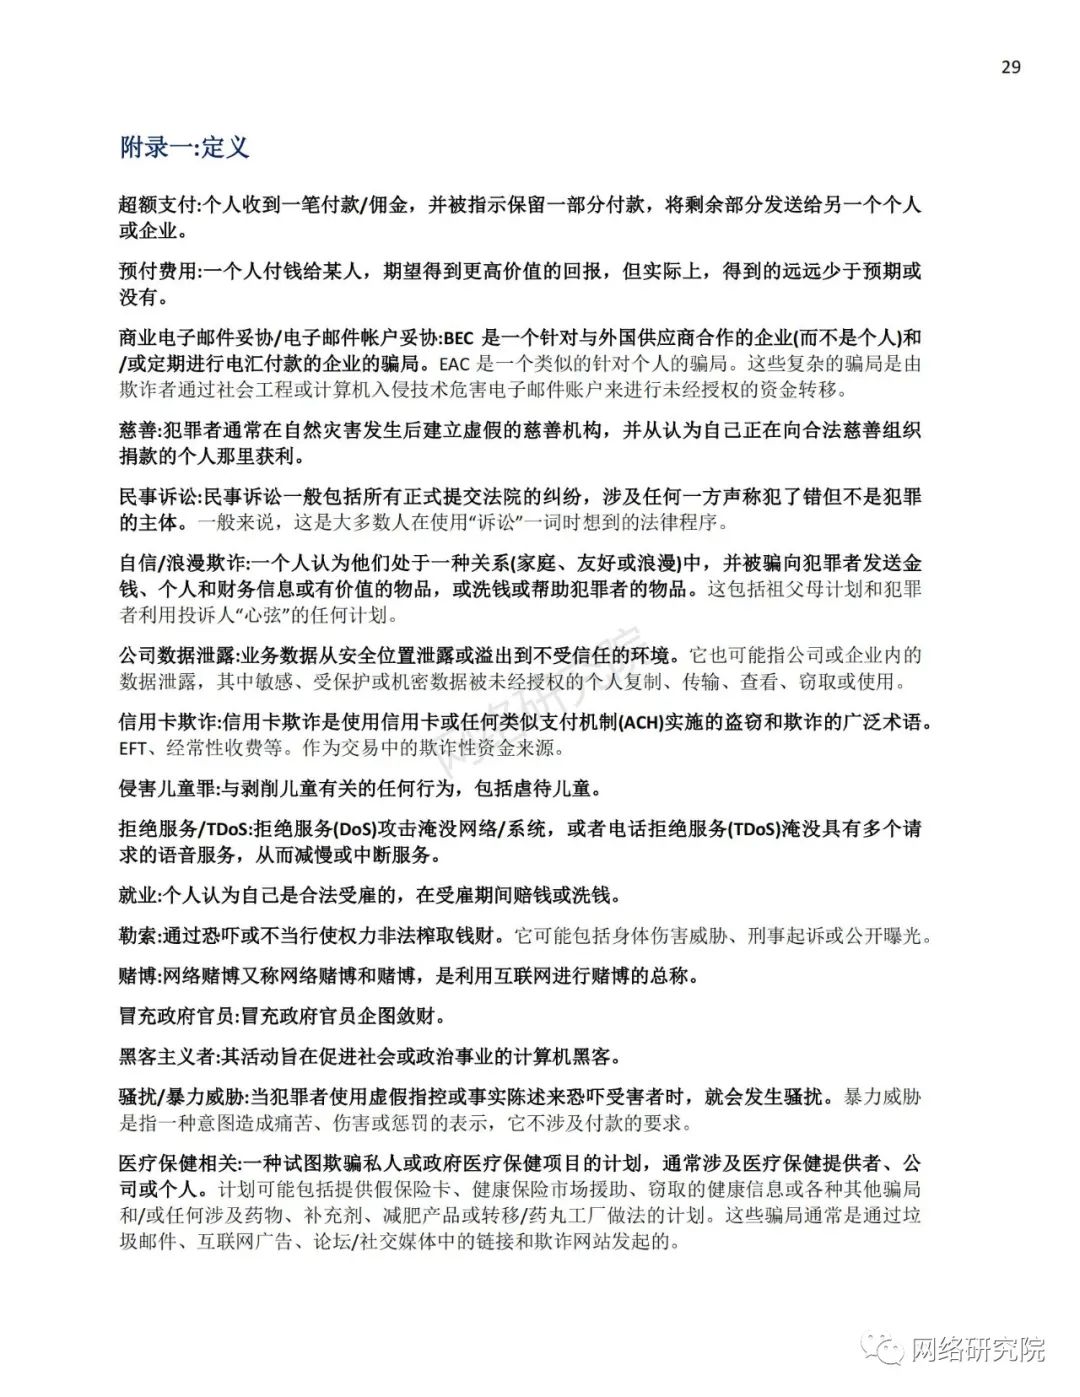 29
附录一:定义
超额支付:个人收到一笔付款/佣金，并被指示保留一部分付款，将剩余部分发送给另一个个人
或企业。
预付费用:一个人付钱给某人，期望得到更高价值的回报，但实际上，得到的远远少于预期或
没有。
商业电子邮件妥协/电子邮件帐户妥协:BEC 是一个针对与外国供应商合作的企业(而不是个人)和
/或定期进行电汇付款的企业的骗局。EAC 是一个类似的针对个人的骗局。这些复杂的骗局是由
欺诈者通过社会工程或计算机入侵技术危害电子邮件账户来进行未经授权的资金转移。
慈善:犯罪者通常在自然灾害发生后建立虚假的慈善机构，并从认为自己正在向合法慈善组织
捐款的个人那里获利。
民事诉讼:民事诉讼一般包括所有正式提交法院的纠纷，涉及任何一方声称犯了错但不是犯罪
的主体。一般来说，这是大多数人在使用“诉讼”一词时想到的法律程序。
自信/浪漫欺诈:一个人认为他们处于一种关系(家庭、友好或浪漫)中，并被骗向犯罪者发送金
钱、个人和财务信息或有价值的物品，或洗钱或帮助犯罪者的物品。这包括祖父母计划和犯罪
者利用投诉人“心弦”的任何计划。
公司数据泄露:业务数据从安全位置泄露或溢出到不受信任的环境。它也可能指公司或企业内的
数据泄露，其中敏感、受保护或机密数据被未经授权的个人复制、传输、查看、窃取或使用。
信用卡欺诈:信用卡欺诈是使用信用卡或任何类似支付机制(ACH)实施的盗窃和欺诈的广泛术语。
EFT、经常性收费等。作为交易中的欺诈性资金来源。
侵害儿童罪:与剥削儿童有关的任何行为，包括虐待儿童。
拒绝服务/TDoS:拒绝服务(DoS)攻击淹没网络/系统，或者电话拒绝服务(TDoS)淹没具有多个请
求的语音服务，从而减慢或中断服务。
就业:个人认为自己是合法受雇的，在受雇期间赔钱或洗钱。
勒索:通过恐吓或不当行使权力非法榨取钱财。它可能包括身体伤害威胁、刑事起诉或公开曝光。
赌博:网络赌博又称网络赌博和赌博，是利用互联网进行赌博的总称。
冒充政府官员:冒充政府官员企图敛财。
黑客主义者:其活动旨在促进社会或政治事业的计算机黑客。
骚扰/暴力威胁:当犯罪者使用虚假指控或事实陈述来恐吓受害者时，就会发生骚扰。暴力威胁
是指一种意图造成痛苦、伤害或惩罚的表示，它不涉及付款的要求。
医疗保健相关:一种试图欺骗私人或政府医疗保健项目的计划，通常涉及医疗保健提供者、公
司或个人。计划可能包括提供假保险卡、健康保险市场援助、窃取的健康信息或各种其他骗局
和/或任何涉及药物、补充剂、减肥产品或转移/药丸工厂做法的计划。这些骗局通常是通过垃
圾邮件、互联网广告、论坛/社交媒体中的链接和欺诈网站发起的。
网络研究院
网络研究院